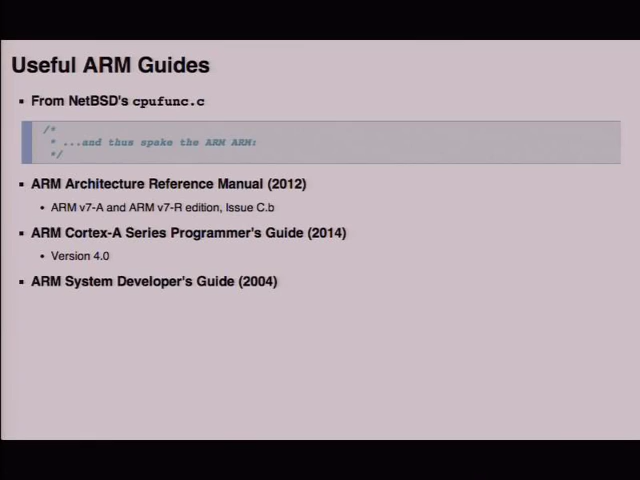 Useful ARM Guides
▪ From NetBSD's cpufunc.c
/*
* ...and thus spake the ARM ARM:
*/
▪ ARM Architecture Reference Manual (2012)
• ARM v7-A and ARM v7-R edition, Issue C.b
▪ ARM Cortex-A Series Programmer's Guide (2014)
• Version 4.0
▪ ARM System Developer's Guide (2004)